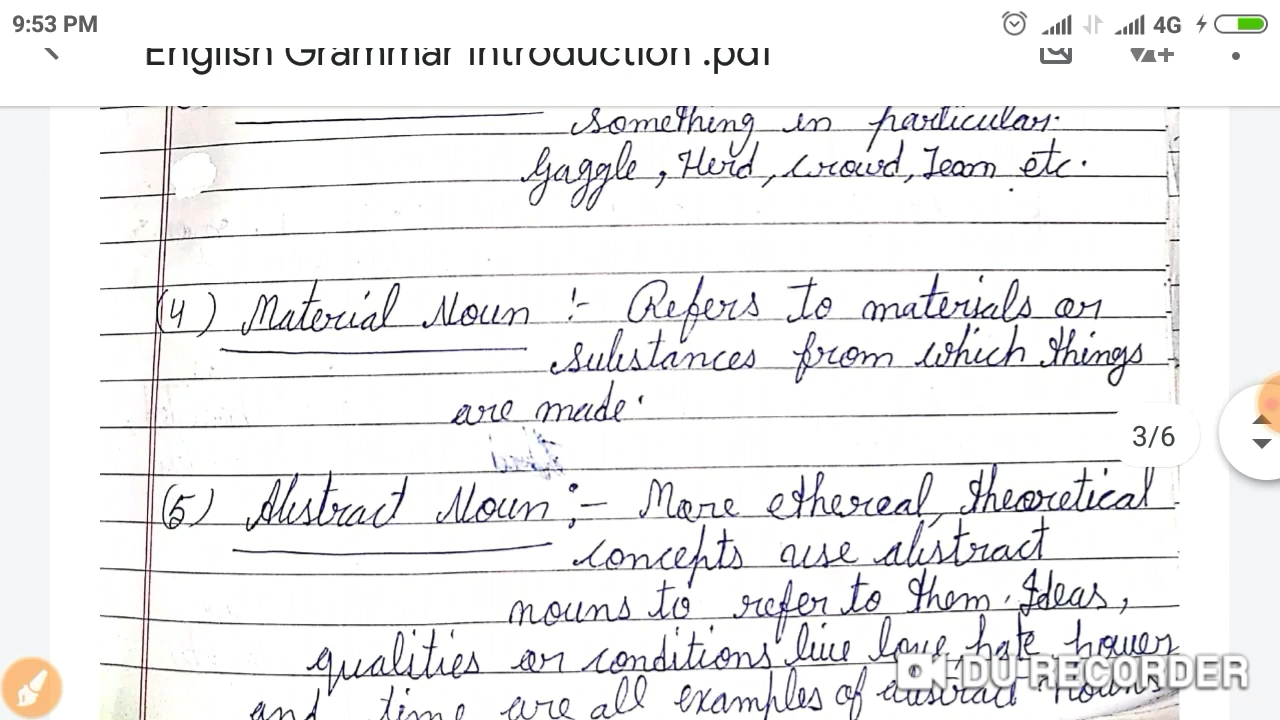 9:53 PM 4G
English Grammar Introduction .pdf
something in particular.
Gaggle, Herd, Crowd, Team etc.
(4) Material Noun :- Refers to materials or
substances from which things
are made.
3/6
(5) Abstract Noun :- More ethereal, theoretical
concepts use abstract
nouns to refer to them. Ideas,
qualities or conditions love, hate power
DU RECORDER
and time are all examples of abstract nouns